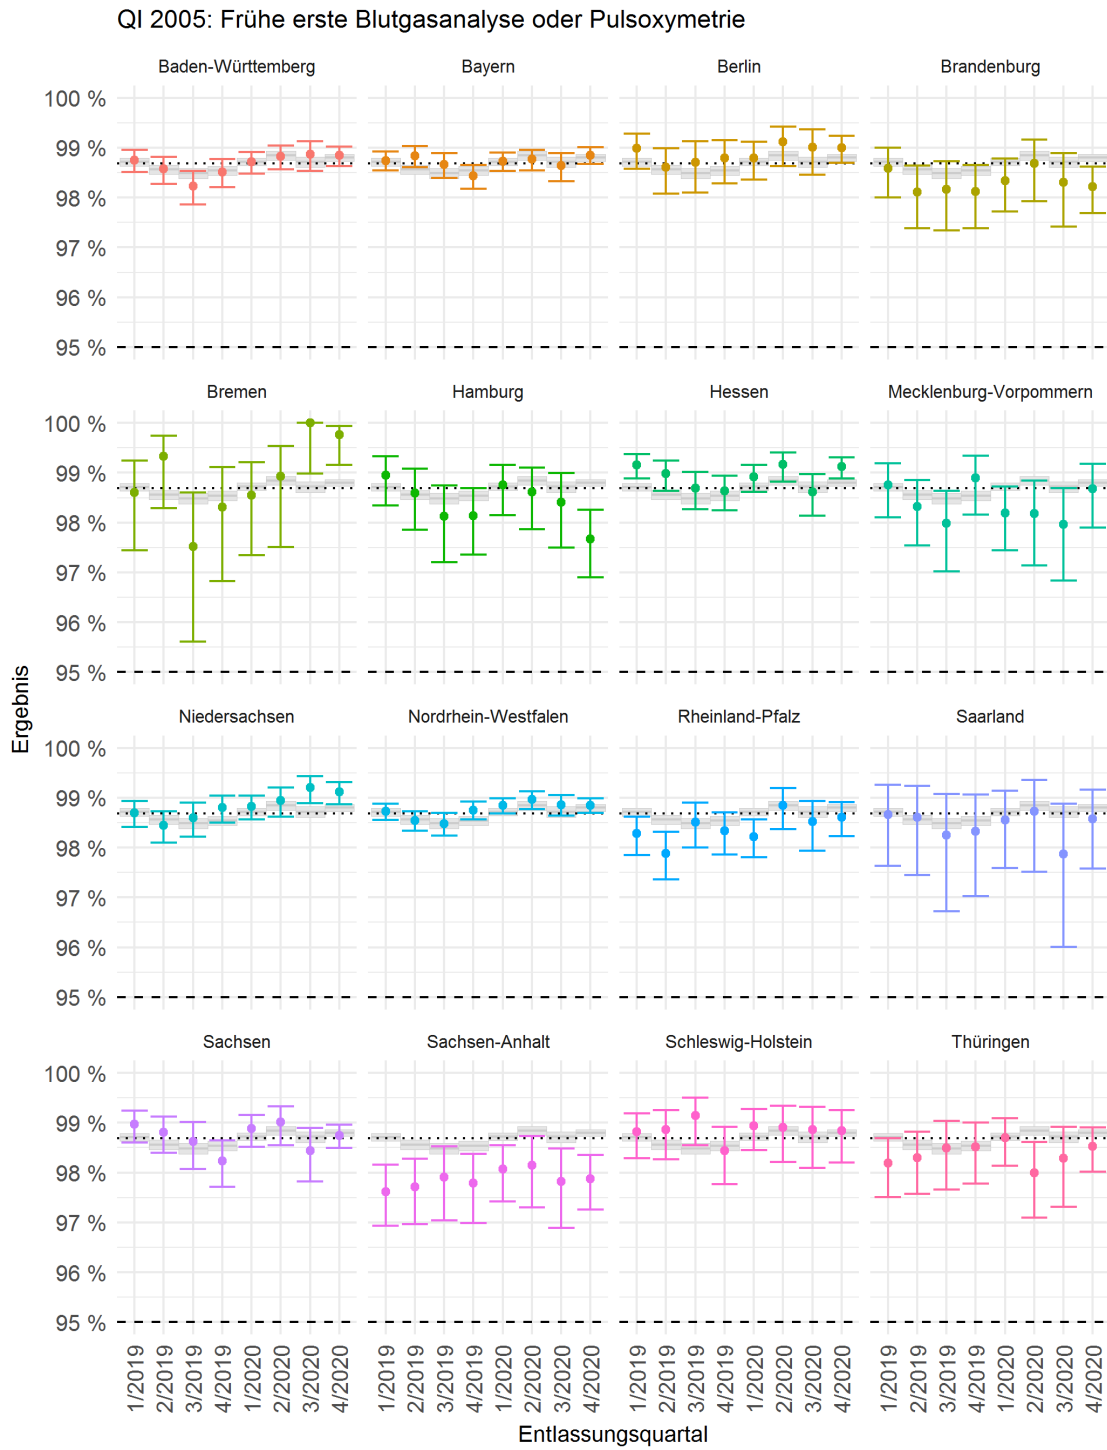 QI 2005: Frühe erste Blutgasanalyse oder Pulsoxymetrie
Baden-Württemberg
Bayern
Berlin
Brandenburg
100 %
99 %
98 %
97 %
96 %
95 %
Bremen
Hamburg
Hessen
Mecklenburg-Vorpommern
100 %
99 %
98 %
97 %
96 %
95 %
Ergebnis
Niedersachsen
Nordrhein-Westfalen
Rheinland-Pfalz
Saarland
100 %
99 %
98 %
97 %
96 %
95 %
Sachsen
Sachsen-Anhalt
Schleswig-Holstein
Thüringen
100 %
99 %
98 %
97 %
96 %
95 %
1/2019
2/2019
3/2019
4/2019
1/2020
2/2020
3/2020
4/2020
1/2019
2/2019
3/2019
4/2019
1/2020
2/2020
3/2020
4/2020
1/2019
2/2019
3/2019
4/2019
1/2020
2/2020
3/2020
4/2020
1/2019
2/2019
3/2019
4/2019
1/2020
2/2020
3/2020
4/2020
Entlassungsquartal